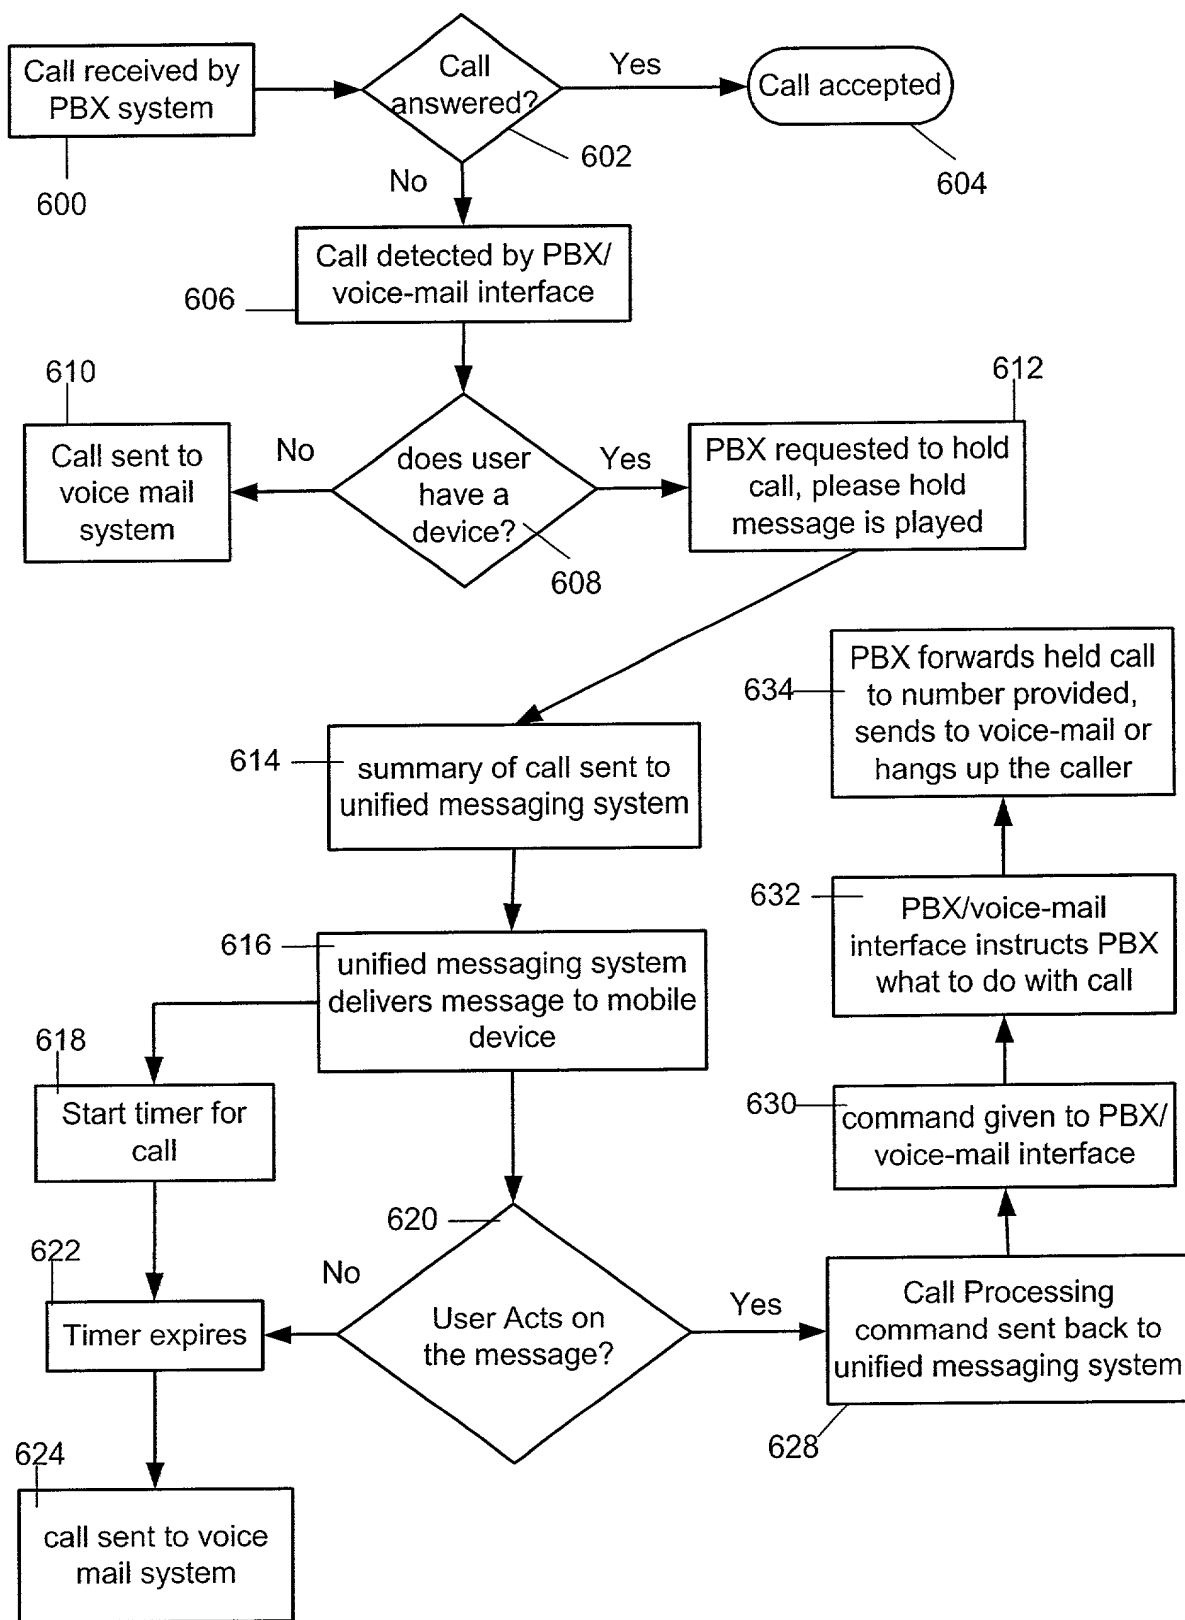 Call received by
PBX system
600
Call
answered?
602
Yes
Call accepted
604
No
Call detected by PBX/
voice-mail interface
606
610
Call sent to
voice mail
system
No
does user
have a
device?
608
Yes
612
PBX requested to hold
call, please hold
message is played
614
summary of call sent to
unified messaging system
616
unified messaging system
delivers message to mobile
device
618
Start timer for
call
620
User Acts on
the message?
No
622
Timer expires
624
call sent to voice
mail system
Yes
Call Processing
command sent back to
unified messaging system
628
630
command given to PBX/
voice-mail interface
632
PBX/voice-mail
interface instructs PBX
what to do with call
634
PBX forwards held call
to number provided,
sends to voice-mail or
hangs up the caller